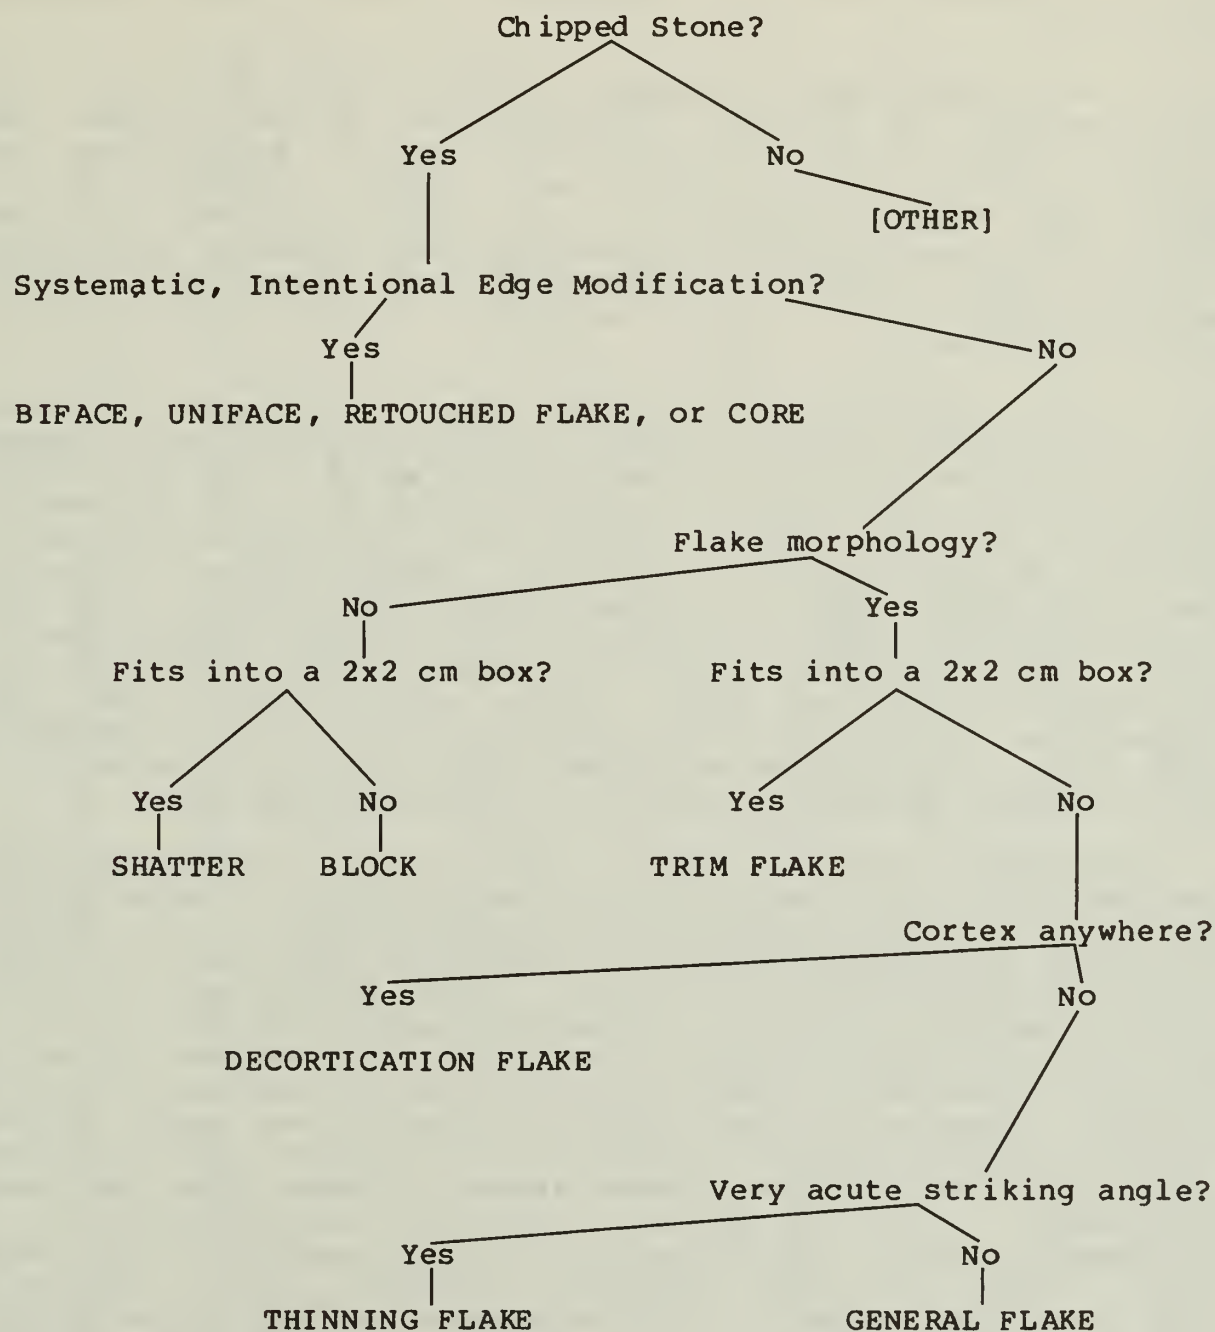 Chipped Stone?
Yes No
[OTHER]
Systematic, Intentional Edge Modification?
Yes No
BIFACE, UNIFACE, RETOUCHED FLAKE, or CORE
Flake morphology?
No Yes
Fits into a 2x2 cm box? Fits into a 2x2 cm box?
Yes No Yes No
SHATTER BLOCK TRIM FLAKE
Cortex anywhere?
Yes No
DECORTICATION FLAKE
Very acute striking angle?
Yes No
THINNING FLAKE GENERAL FLAKE